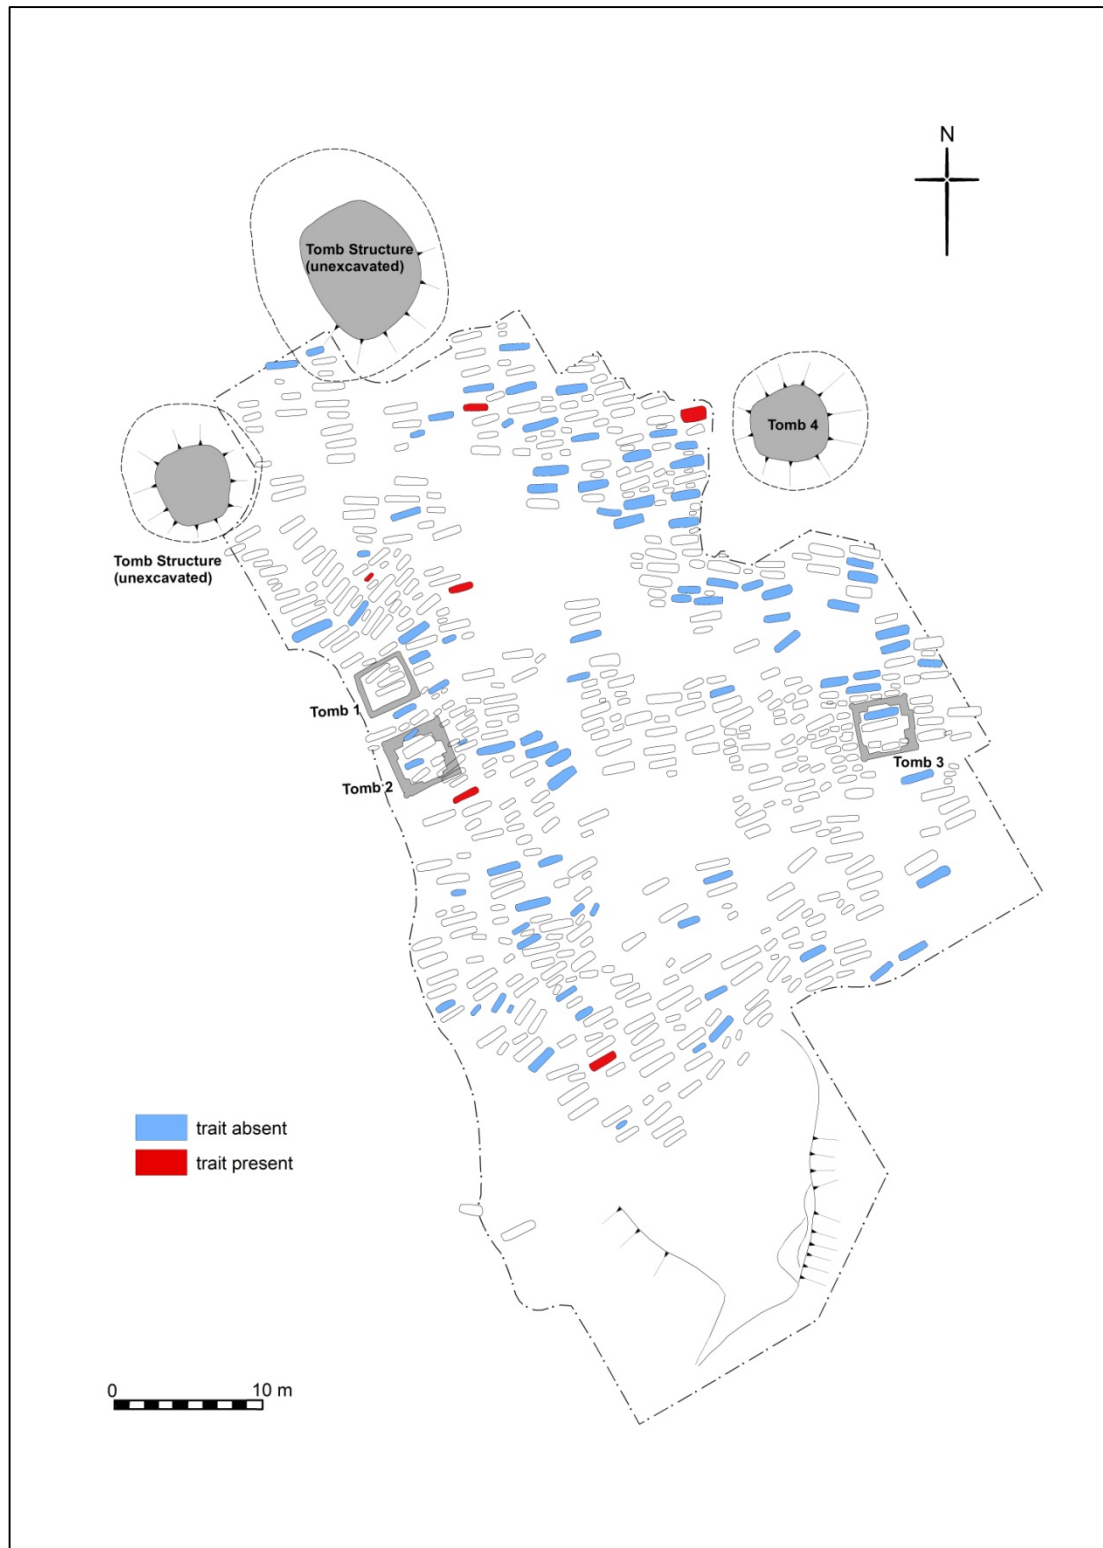 N
Tomb Structure
(unexcavated)
Tomb 4
Tomb Structure
(unexcavated)
Tomb 1
Tomb 2
Tomb 3
trait absent
trait present
0 10 m